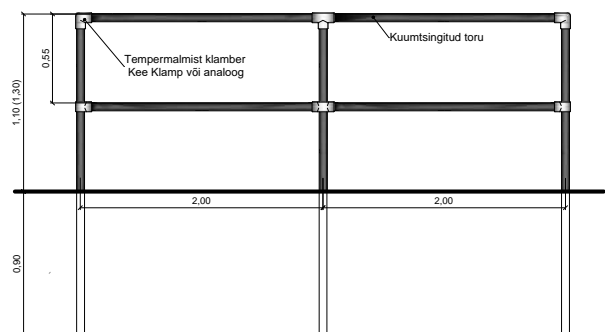 Tempermalmist klamber
Kee Klamp või analoog
Kuumtsingitud toru
0,55
1,10 (1,30)
2,00
2,00
0,90